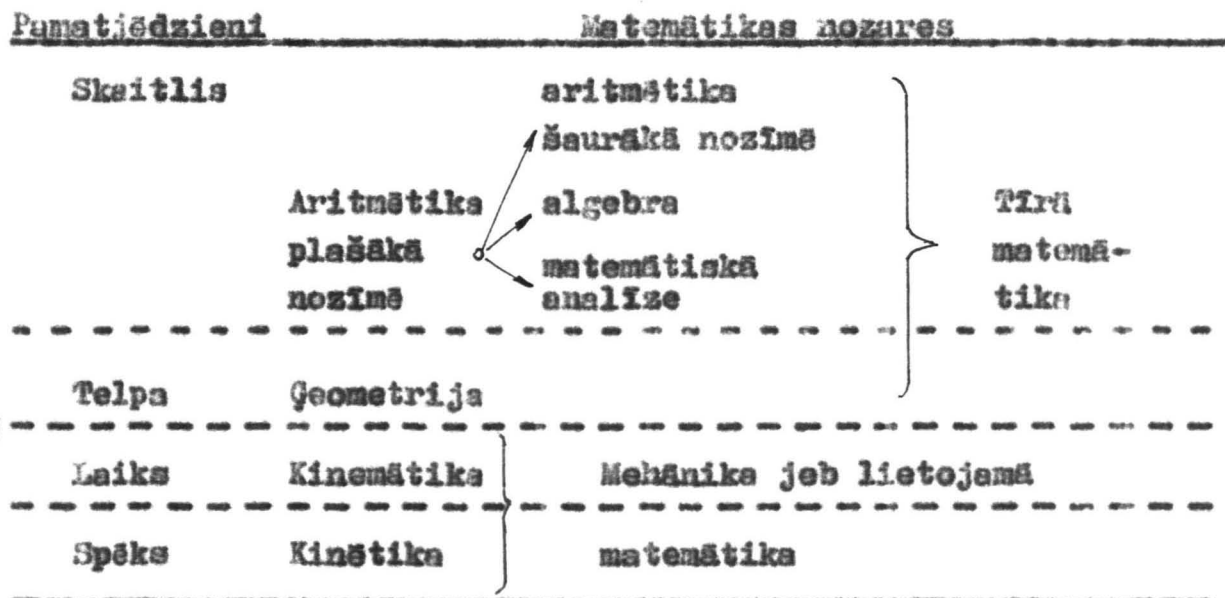 Pamatjēdzieni Matemātikas nozares
Skaitlis aritmētika
šaurākā nozīmē
Aritmētika algebra Tīrā
plašākā matemātiskā matemā-
nozīmē analīze tika
Telpa Ģeometrija
Laiks Kinemātika Mehānika jeb lietojamā
Spēks Kinētika matemātika